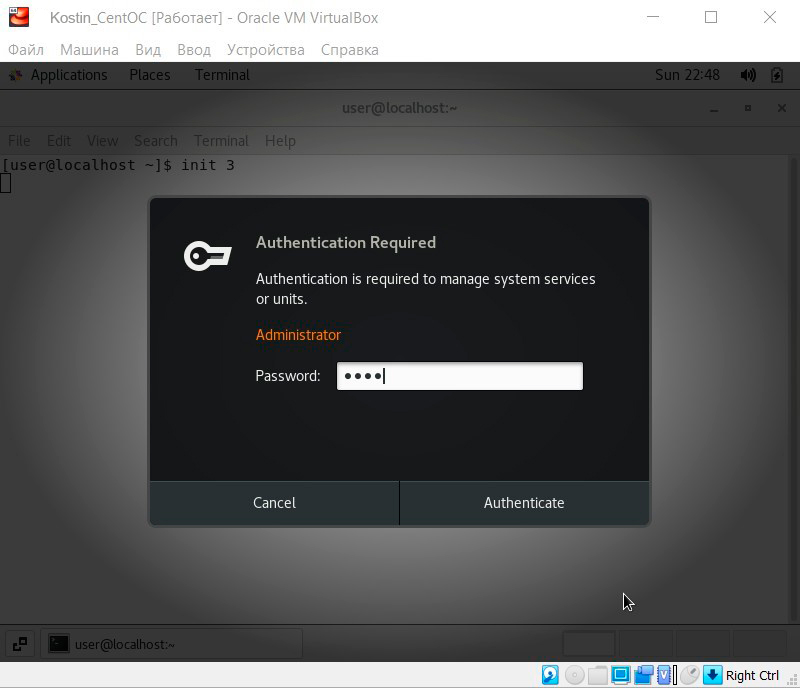 Kostin_CentOC [Работает] - Oracle VM VirtualBox
Файл Машина Вид Ввод Устройства Справка
Applications Places Terminal Sun 22:48
user@localhost:~
File Edit View Search Terminal Help
[user@localhost ~]$ init 3
Authentication Required
Authentication is required to manage system services
or units.
Administrator
Password: ••••
Cancel Authenticate
user@localhost:~
Right Ctrl